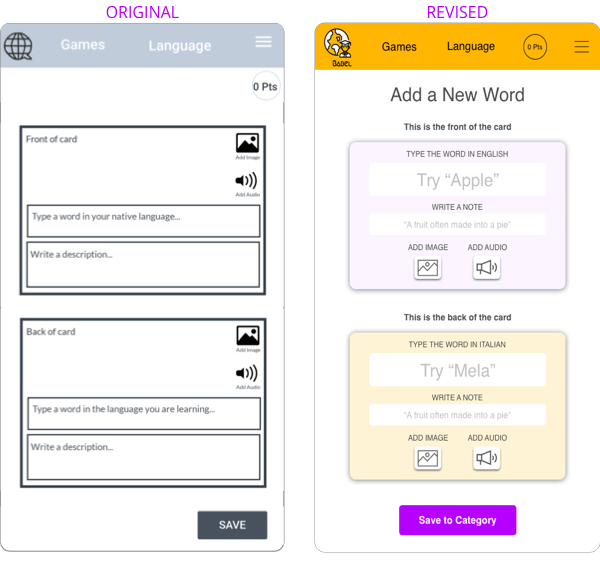 ORIGINAL
Games Language
0 Pts
Front of card
Add Image
Add Audio
Type a word in your native language...
Write a description...
Back of card
Add Image
Add Audio
Type a word in the language you are learning...
Write a description...
SAVE
REVISED
BABEL
Games Language 0 Pts
Add a New Word
This is the front of the card
TYPE THE WORD IN ENGLISH
Try “Apple”
WRITE A NOTE
“A fruit often made into a pie”
ADD IMAGE ADD AUDIO
This is the back of the card
TYPE THE WORD IN ITALIAN
Try “Mela”
WRITE A NOTE
“A fruit often made into a pie”
ADD IMAGE ADD AUDIO
Save to Category